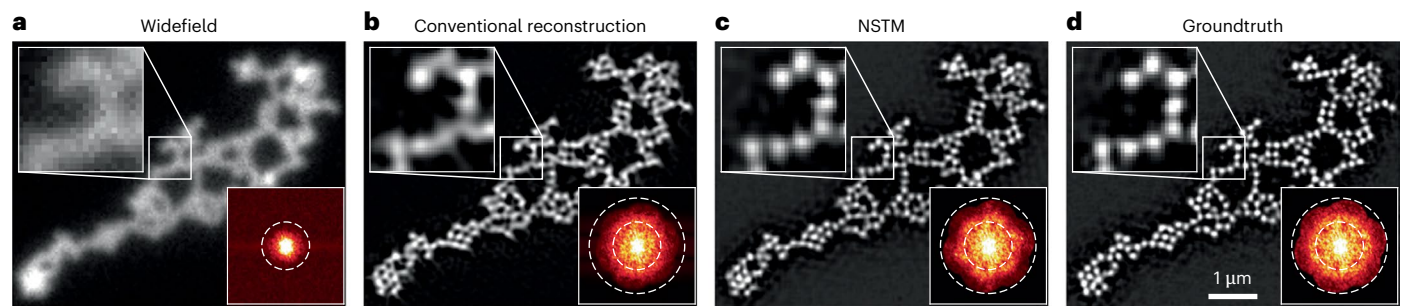 a Widefield
b Conventional reconstruction
c NSTM
d Groundtruth
1 µm